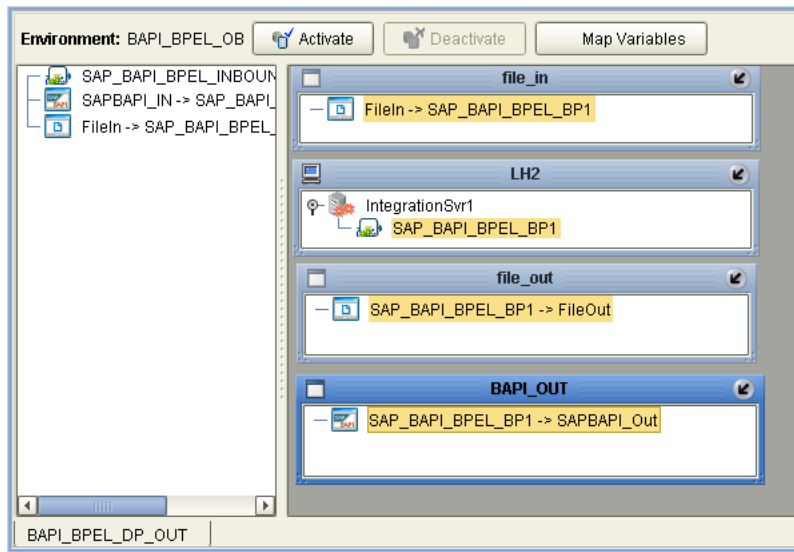 Environment: BAPI_BPEL_OB Activate Deactivate Map Variables
SAP_BAPI_BPEL_INBOUN
SAPBAPI_IN -> SAP_BAPI_
FileIn -> SAP_BAPI_BPEL_
file_in
FileIn -> SAP_BAPI_BPEL_BP1
LH2
IntegrationSvr1
SAP_BAPI_BPEL_BP1
file_out
SAP_BAPI_BPEL_BP1 -> FileOut
BAPI_OUT
SAP_BAPI_BPEL_BP1 -> SAPBAPI_Out
BAPI_BPEL_DP_OUT